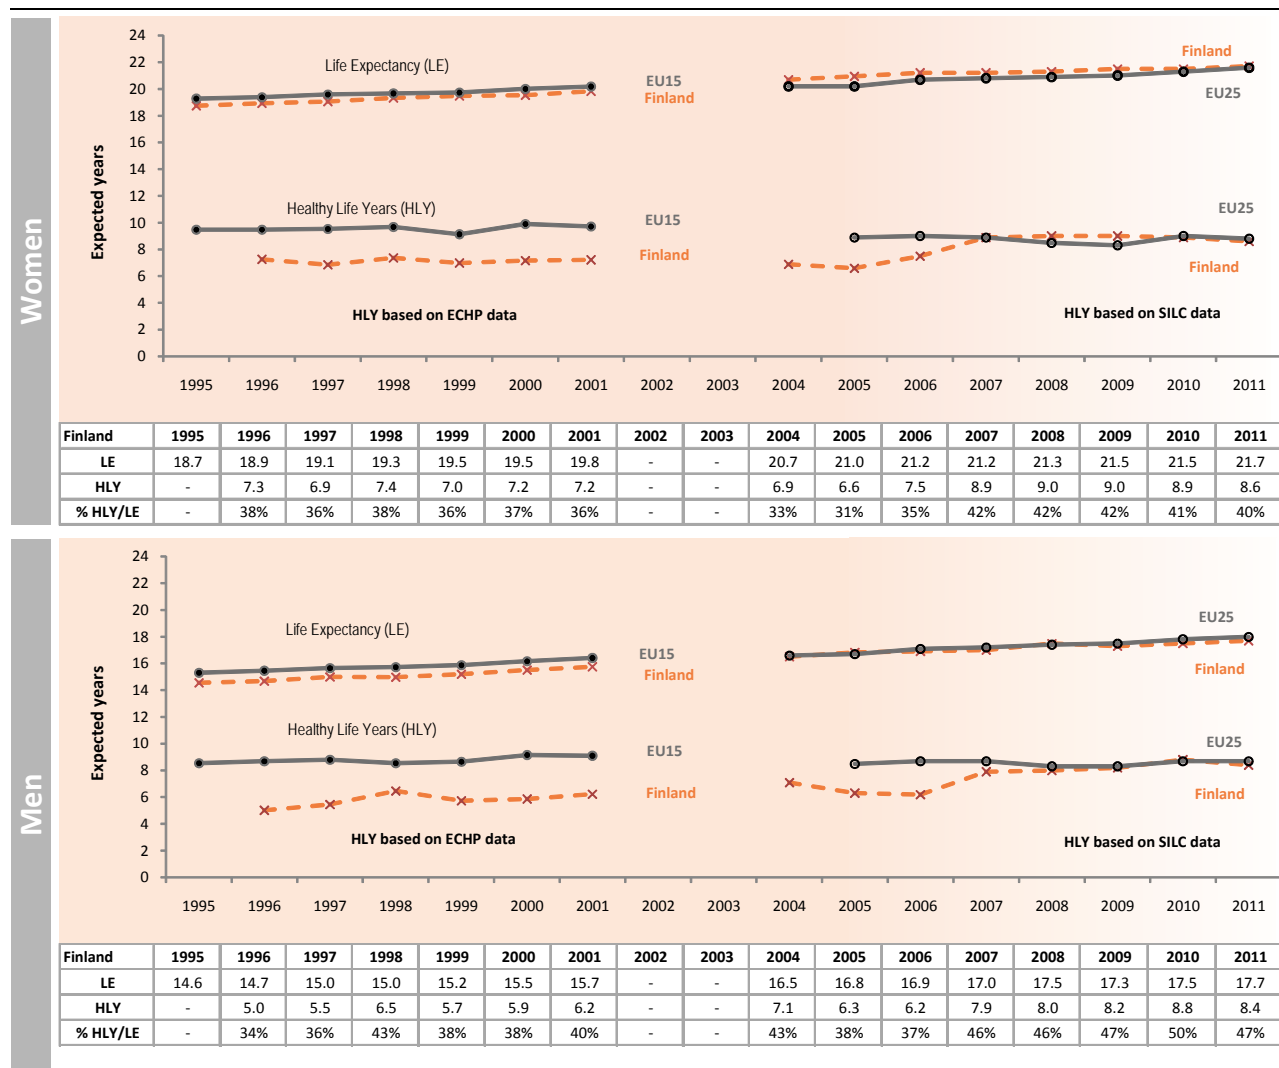 Women
Expected years
24
22
20
18
16
14
12
10
8
6
4
2
0
Life Expectancy (LE)
EU15
Finland
Finland
EU25
Healthy Life Years (HLY)
EU15
Finland
EU25
Finland
HLY based on ECHP data
HLY based on SILC data
1995 1996 1997 1998 1999 2000 2001 2002 2003 2004 2005 2006 2007 2008 2009 2010 2011
Finland 1995 1996 1997 1998 1999 2000 2001 2002 2003 2004 2005 2006 2007 2008 2009 2010 2011
LE 18.7 18.9 19.1 19.3 19.5 19.5 19.8 - - 20.7 21.0 21.2 21.2 21.3 21.5 21.5 21.7
HLY - 7.3 6.9 7.4 7.0 7.2 7.2 - - 6.9 6.6 7.5 8.9 9.0 9.0 8.9 8.6
% HLY/LE - 38% 36% 38% 36% 37% 36% - - 33% 31% 35% 42% 42% 42% 41% 40%
Men
Expected years
24
22
20
18
16
14
12
10
8
6
4
2
0
Life Expectancy (LE)
EU15
Finland
EU25
Finland
Healthy Life Years (HLY)
EU15
Finland
EU25
Finland
HLY based on ECHP data
HLY based on SILC data
1995 1996 1997 1998 1999 2000 2001 2002 2003 2004 2005 2006 2007 2008 2009 2010 2011
Finland 1995 1996 1997 1998 1999 2000 2001 2002 2003 2004 2005 2006 2007 2008 2009 2010 2011
LE 14.6 14.7 15.0 15.0 15.2 15.5 15.7 - - 16.5 16.8 16.9 17.0 17.5 17.3 17.5 17.7
HLY - 5.0 5.5 6.5 5.7 5.9 6.2 - - 7.1 6.3 6.2 7.9 8.0 8.2 8.8 8.4
% HLY/LE - 34% 36% 43% 38% 38% 40% - - 43% 38% 37% 46% 46% 47% 50% 47%